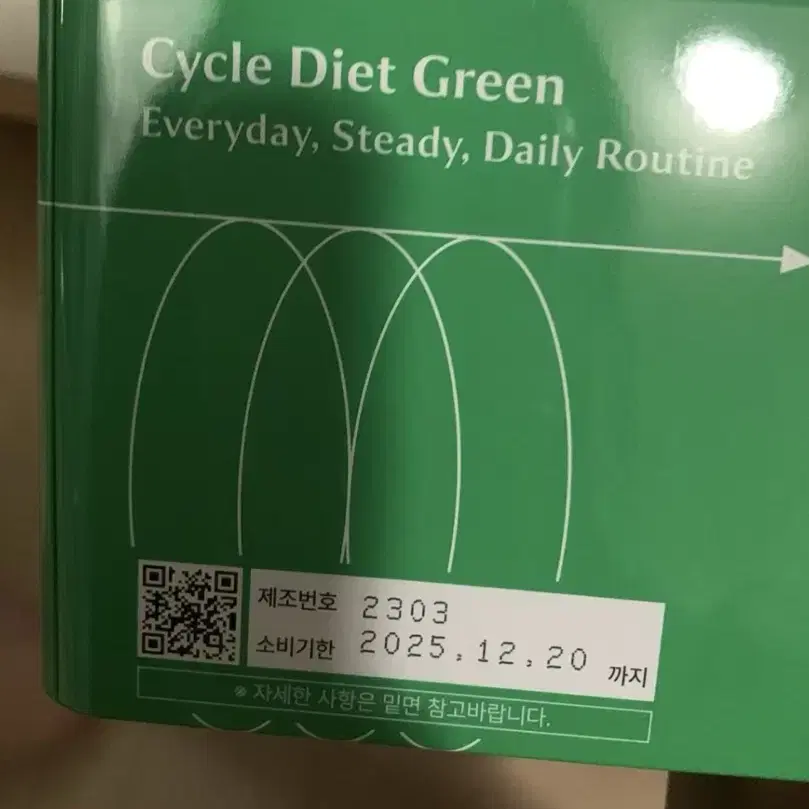 Cycle Diet Green
Everyday, Steady, Daily Routine
제조번호 2303
소비기한 2025.12.20 까지
※ 자세한 사항은 밑면 참고바랍니다.